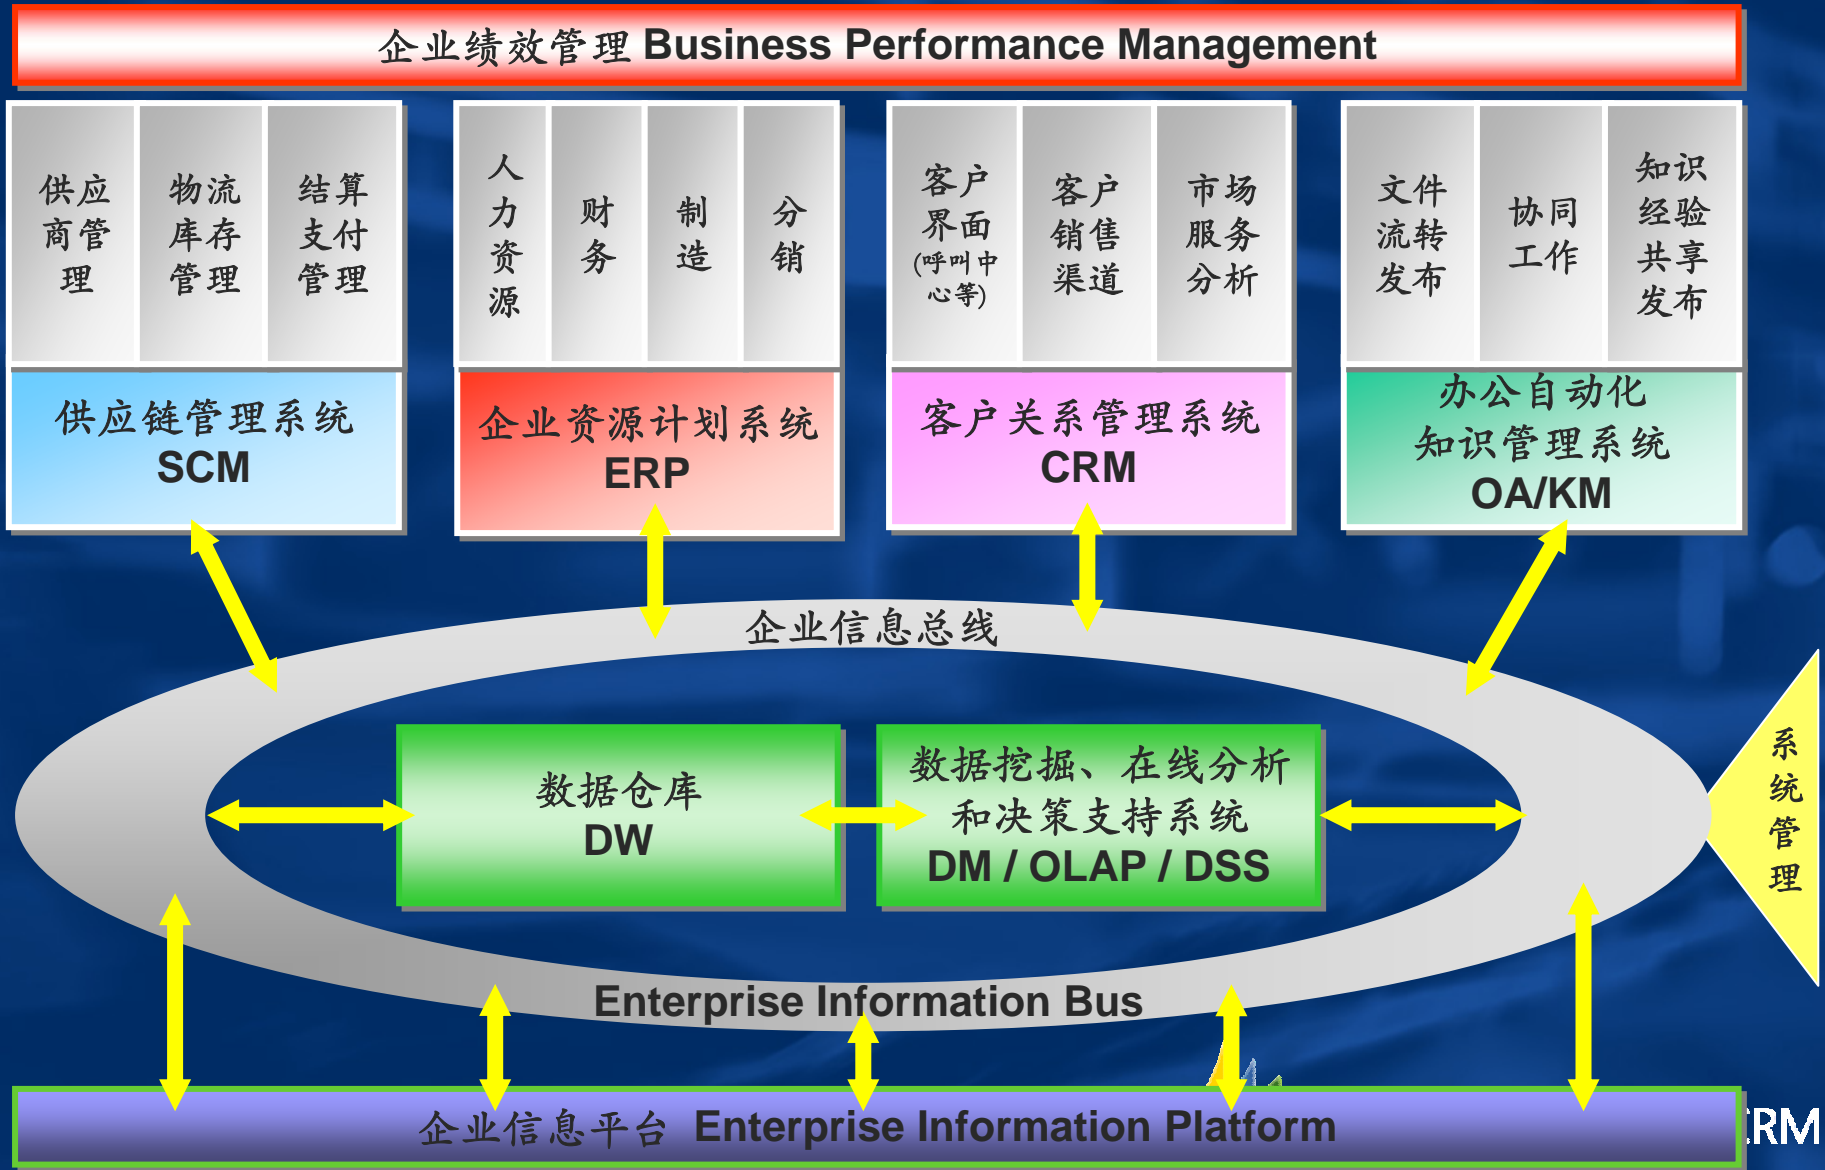 企业绩效管理 Business Performance Management
供应
商管
理
物流
库存
管理
结算
支付
管理
人
力
资
源
财
务
制
造
分
销
客户
界面
(呼叫中
心等)
客户
销售
渠道
市场
服务
分析
文件
流转
发布
协同
工作
知识
经验
共享
发布
供应链管理系统
SCM
企业资源计划系统
ERP
客户关系管理系统
CRM
办公自动化
知识管理系统
OA/KM
企业信息总线
数据仓库
DW
数据挖掘、在线分析
和决策支持系统
DM / OLAP / DSS
系
统
管
理
Enterprise Information Bus
企业信息平台 Enterprise Information Platform